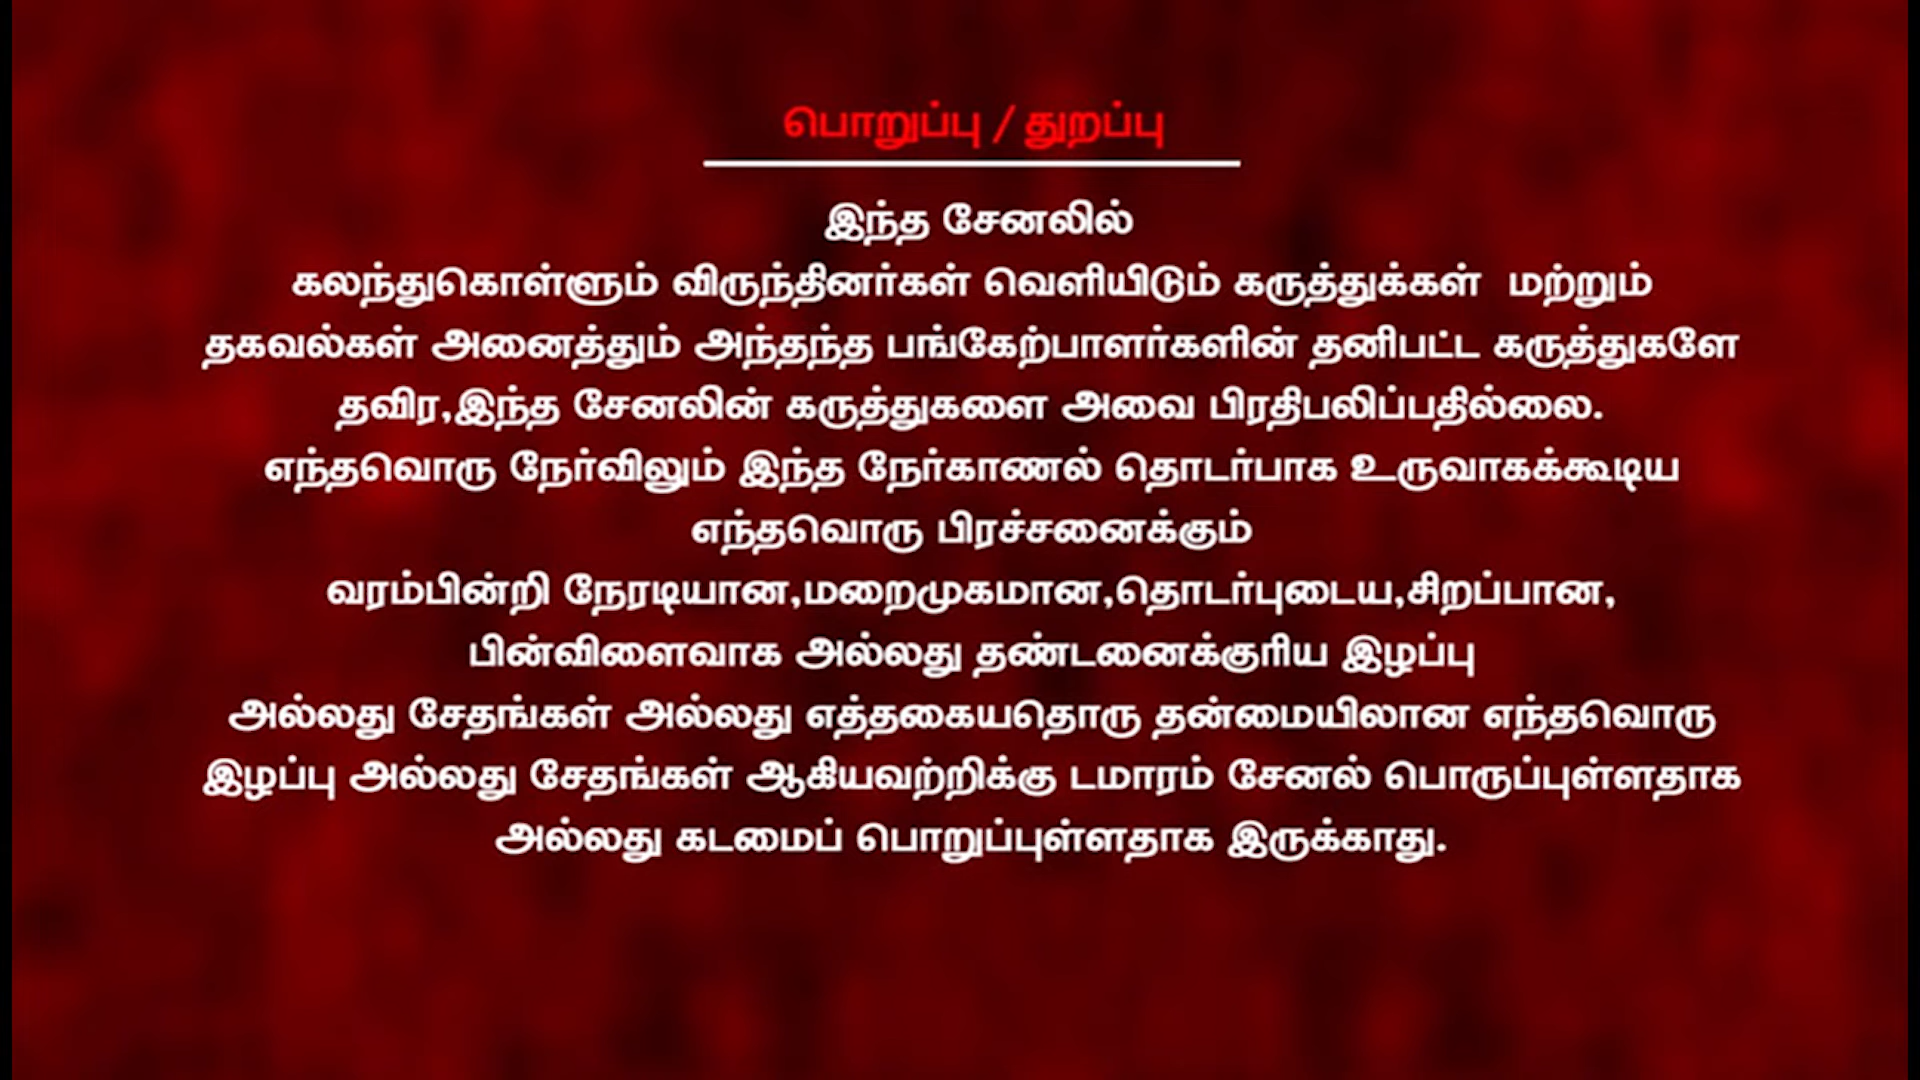 பொறுப்பு / துறப்பு
இந்த சேனலில்
கலந்துகொள்ளும் விருந்தினர்கள் வெளியிடும் கருத்துக்கள்  மற்றும்
தகவல்கள் அனைத்தும் அந்தந்த பங்கேற்பாளர்களின் தனிபட்ட கருத்துகளே
தவிர,இந்த சேனலின் கருத்துகளை அவை பிரதிபலிப்பதில்லை.
எந்தவொரு நேர்விலும் இந்த நேர்காணல் தொடர்பாக உருவாகக்கூடிய
எந்தவொரு பிரச்சனைக்கும்
வரம்பின்றி நேரடியான,மறைமுகமான,தொடர்புடைய,சிறப்பான,
பின்விளைவாக அல்லது தண்டனைக்குரிய இழப்பு
அல்லது சேதங்கள் அல்லது எத்தகையதொரு தன்மையிலான எந்தவொரு
இழப்பு அல்லது சேதங்கள் ஆகியவற்றிக்கு டமாரம் சேனல் பொருப்புள்ளதாக
அல்லது கடமைப் பொறுப்புள்ளதாக இருக்காது.